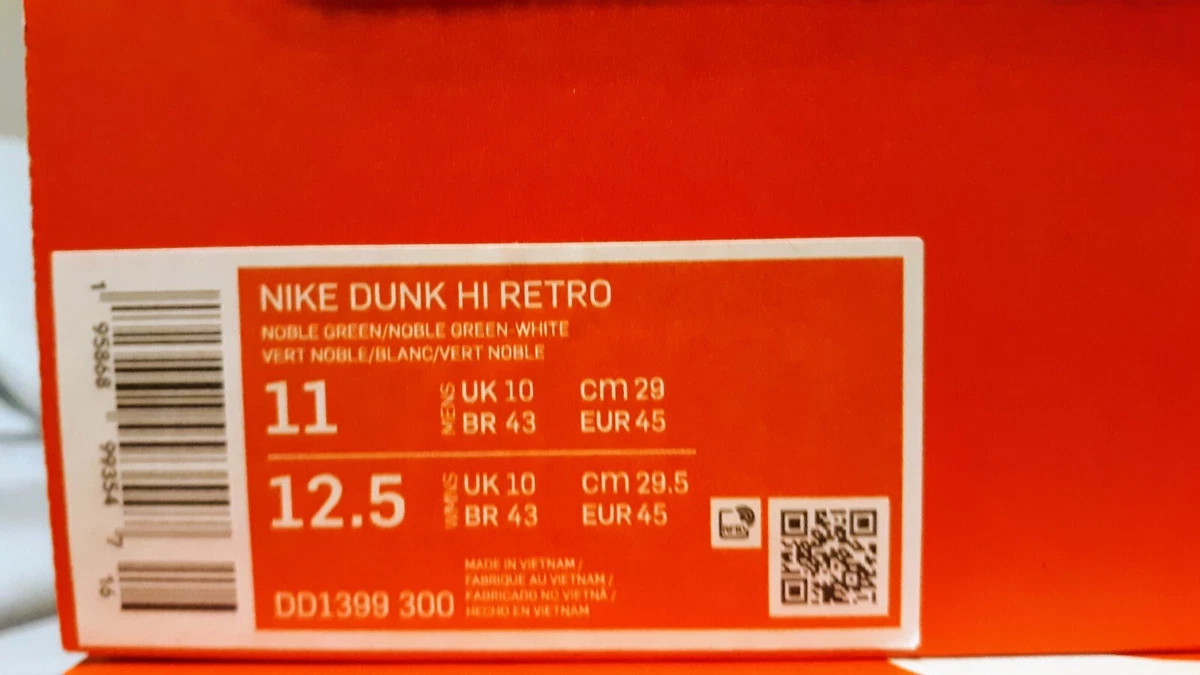 1 95868 99354 7 16
NIKE DUNK HI RETRO
NOBLE GREEN/NOBLE GREEN-WHITE
VERT NOBLE/BLANC/VERT NOBLE
11 MENS UK 10 cm 29
BR 43 EUR 45
12.5 WMNS UK 10 cm 29.5
BR 43 EUR 45
MADE IN VIETNAM /
FABRIQUE AU VIETNAM /
FABRICADO NO VIETNÃ /
HECHO EN VIETNAM
DD1399 300